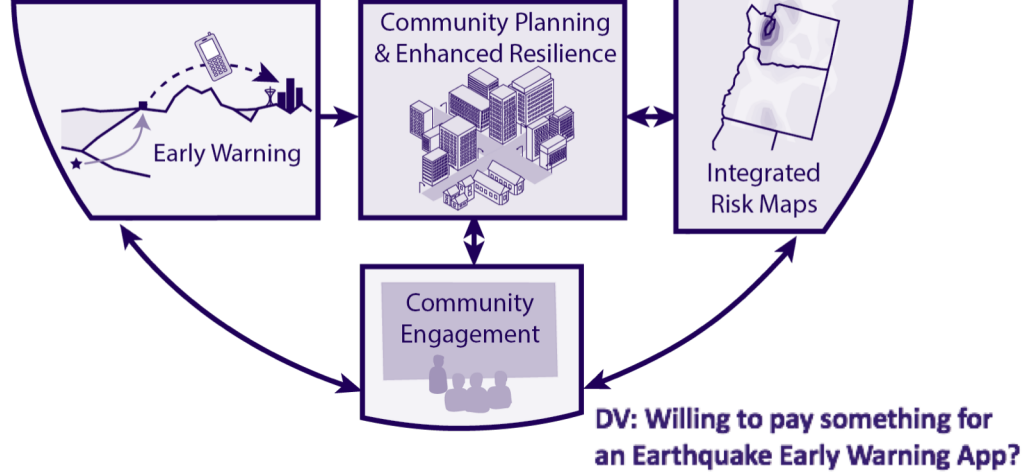 Community Planning
& Enhanced Resilience
Early Warning
Integrated
Risk Maps
Community
Engagement
DV: Willing to pay something for
an Earthquake Early Warning App?